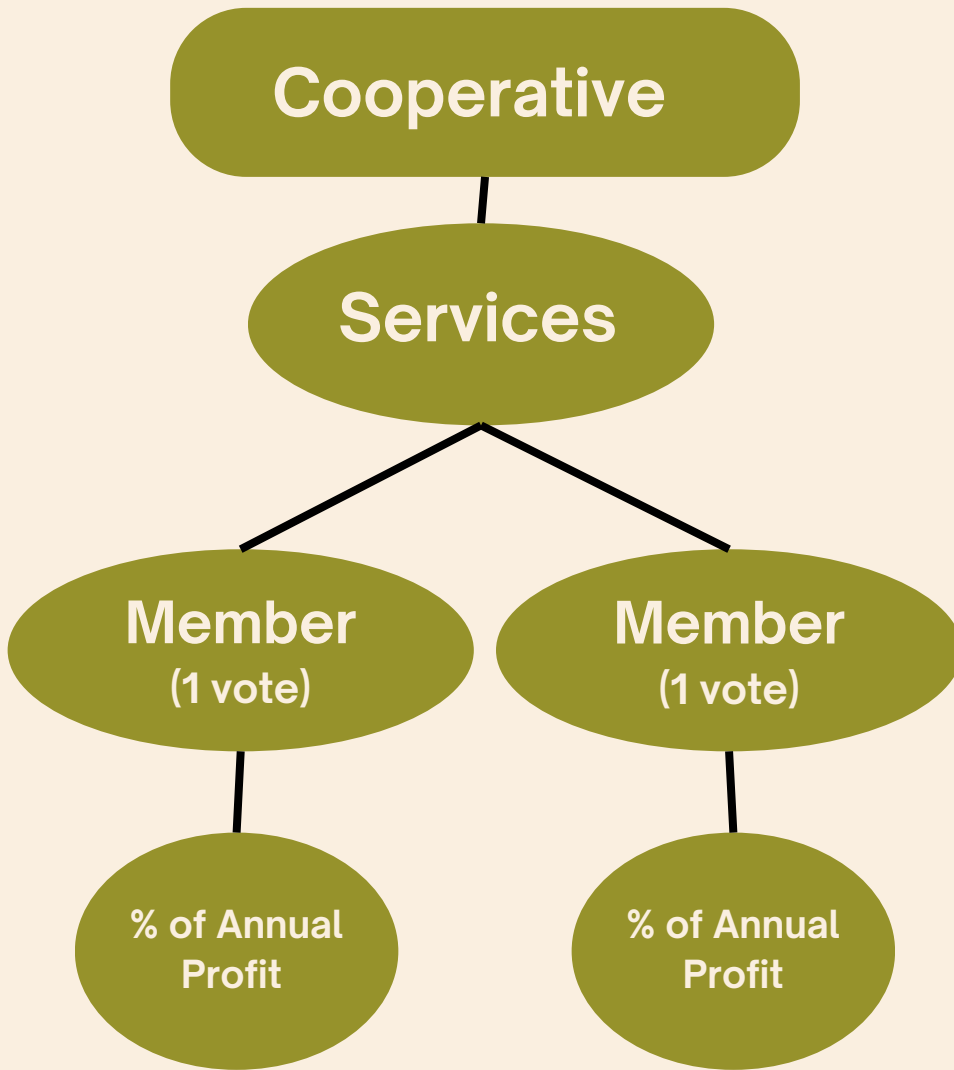 Cooperative
Services
Member
(1 vote)
Member
(1 vote)
% of Annual
Profit
% of Annual
Profit